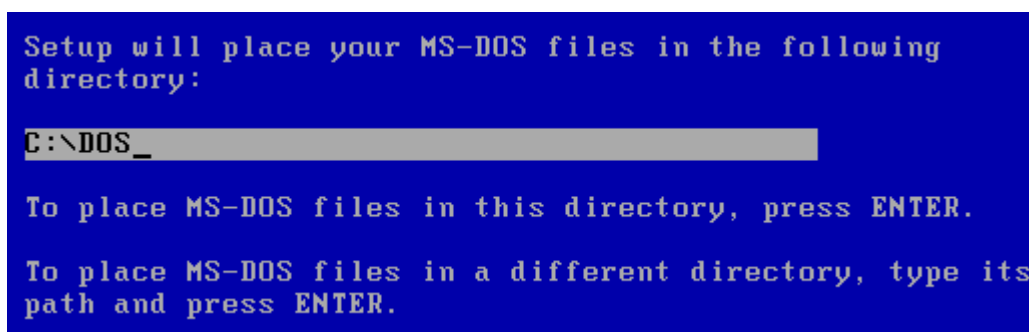 Setup will place your MS-DOS files in the following
directory:
C:\DOS_
To place MS-DOS files in this directory, press ENTER.
To place MS-DOS files in a different directory, type its
path and press ENTER.